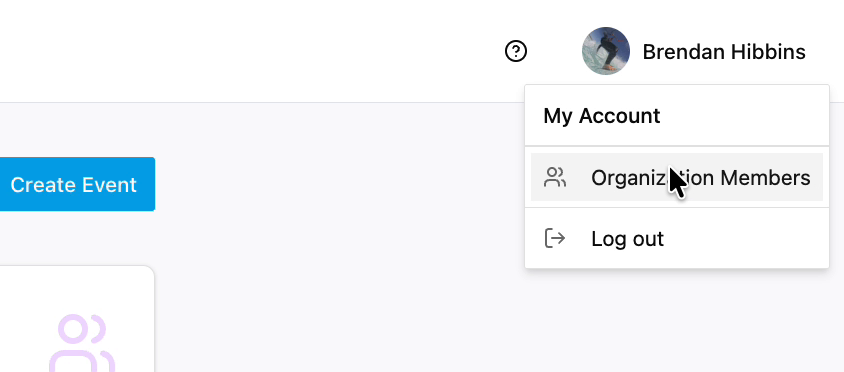 Brendan Hibbins
My Account
Create Event
Organization Members
Log out